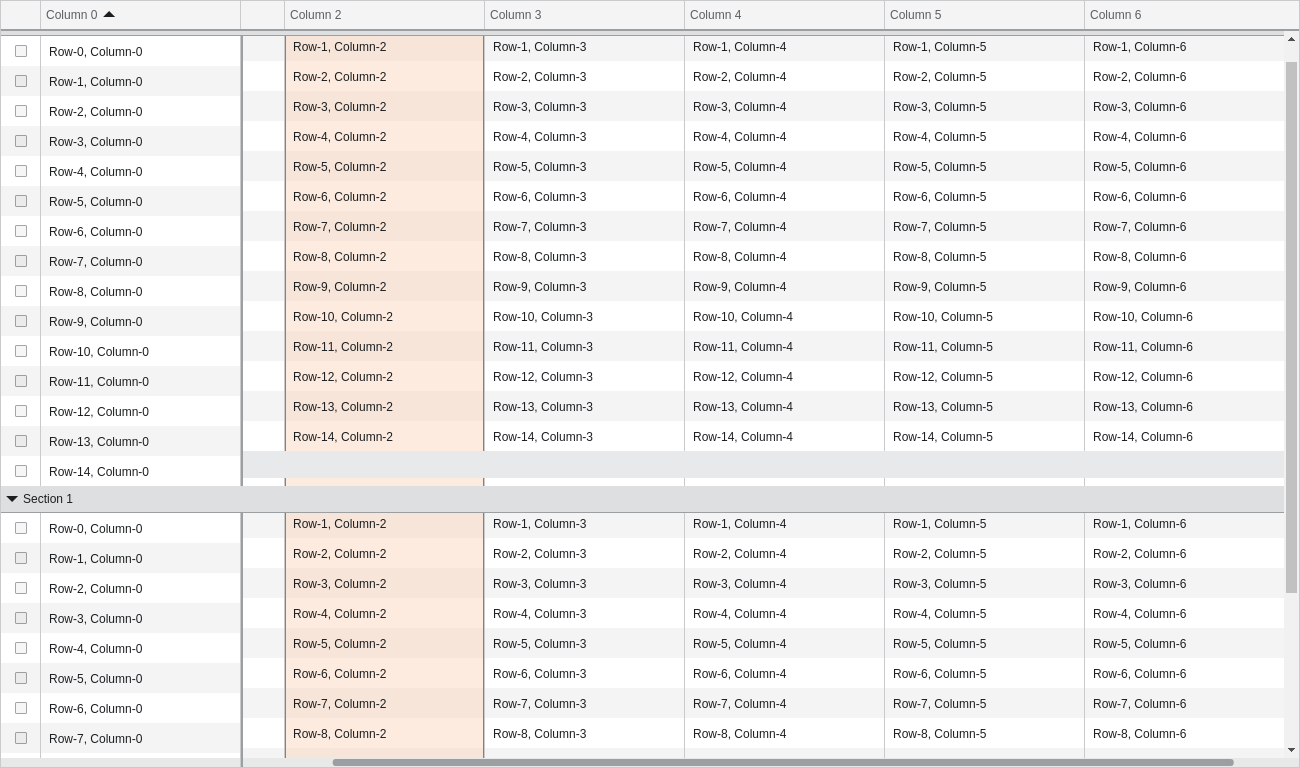 Column 0 Column 2 Column 3 Column 4 Column 5 Column 6
Row-0, Column-0 Row-1, Column-2 Row-1, Column-3 Row-1, Column-4 Row-1, Column-5 Row-1, Column-6
Row-1, Column-0 Row-2, Column-2 Row-2, Column-3 Row-2, Column-4 Row-2, Column-5 Row-2, Column-6
Row-2, Column-0 Row-3, Column-2 Row-3, Column-3 Row-3, Column-4 Row-3, Column-5 Row-3, Column-6
Row-3, Column-0 Row-4, Column-2 Row-4, Column-3 Row-4, Column-4 Row-4, Column-5 Row-4, Column-6
Row-4, Column-0 Row-5, Column-2 Row-5, Column-3 Row-5, Column-4 Row-5, Column-5 Row-5, Column-6
Row-5, Column-0 Row-6, Column-2 Row-6, Column-3 Row-6, Column-4 Row-6, Column-5 Row-6, Column-6
Row-6, Column-0 Row-7, Column-2 Row-7, Column-3 Row-7, Column-4 Row-7, Column-5 Row-7, Column-6
Row-7, Column-0 Row-8, Column-2 Row-8, Column-3 Row-8, Column-4 Row-8, Column-5 Row-8, Column-6
Row-8, Column-0 Row-9, Column-2 Row-9, Column-3 Row-9, Column-4 Row-9, Column-5 Row-9, Column-6
Row-9, Column-0 Row-10, Column-2 Row-10, Column-3 Row-10, Column-4 Row-10, Column-5 Row-10, Column-6
Row-10, Column-0 Row-11, Column-2 Row-11, Column-3 Row-11, Column-4 Row-11, Column-5 Row-11, Column-6
Row-11, Column-0 Row-12, Column-2 Row-12, Column-3 Row-12, Column-4 Row-12, Column-5 Row-12, Column-6
Row-12, Column-0 Row-13, Column-2 Row-13, Column-3 Row-13, Column-4 Row-13, Column-5 Row-13, Column-6
Row-13, Column-0 Row-14, Column-2 Row-14, Column-3 Row-14, Column-4 Row-14, Column-5 Row-14, Column-6
Row-14, Column-0
Section 1
Row-0, Column-0 Row-1, Column-2 Row-1, Column-3 Row-1, Column-4 Row-1, Column-5 Row-1, Column-6
Row-1, Column-0 Row-2, Column-2 Row-2, Column-3 Row-2, Column-4 Row-2, Column-5 Row-2, Column-6
Row-2, Column-0 Row-3, Column-2 Row-3, Column-3 Row-3, Column-4 Row-3, Column-5 Row-3, Column-6
Row-3, Column-0 Row-4, Column-2 Row-4, Column-3 Row-4, Column-4 Row-4, Column-5 Row-4, Column-6
Row-4, Column-0 Row-5, Column-2 Row-5, Column-3 Row-5, Column-4 Row-5, Column-5 Row-5, Column-6
Row-5, Column-0 Row-6, Column-2 Row-6, Column-3 Row-6, Column-4 Row-6, Column-5 Row-6, Column-6
Row-6, Column-0 Row-7, Column-2 Row-7, Column-3 Row-7, Column-4 Row-7, Column-5 Row-7, Column-6
Row-7, Column-0 Row-8, Column-2 Row-8, Column-3 Row-8, Column-4 Row-8, Column-5 Row-8, Column-6